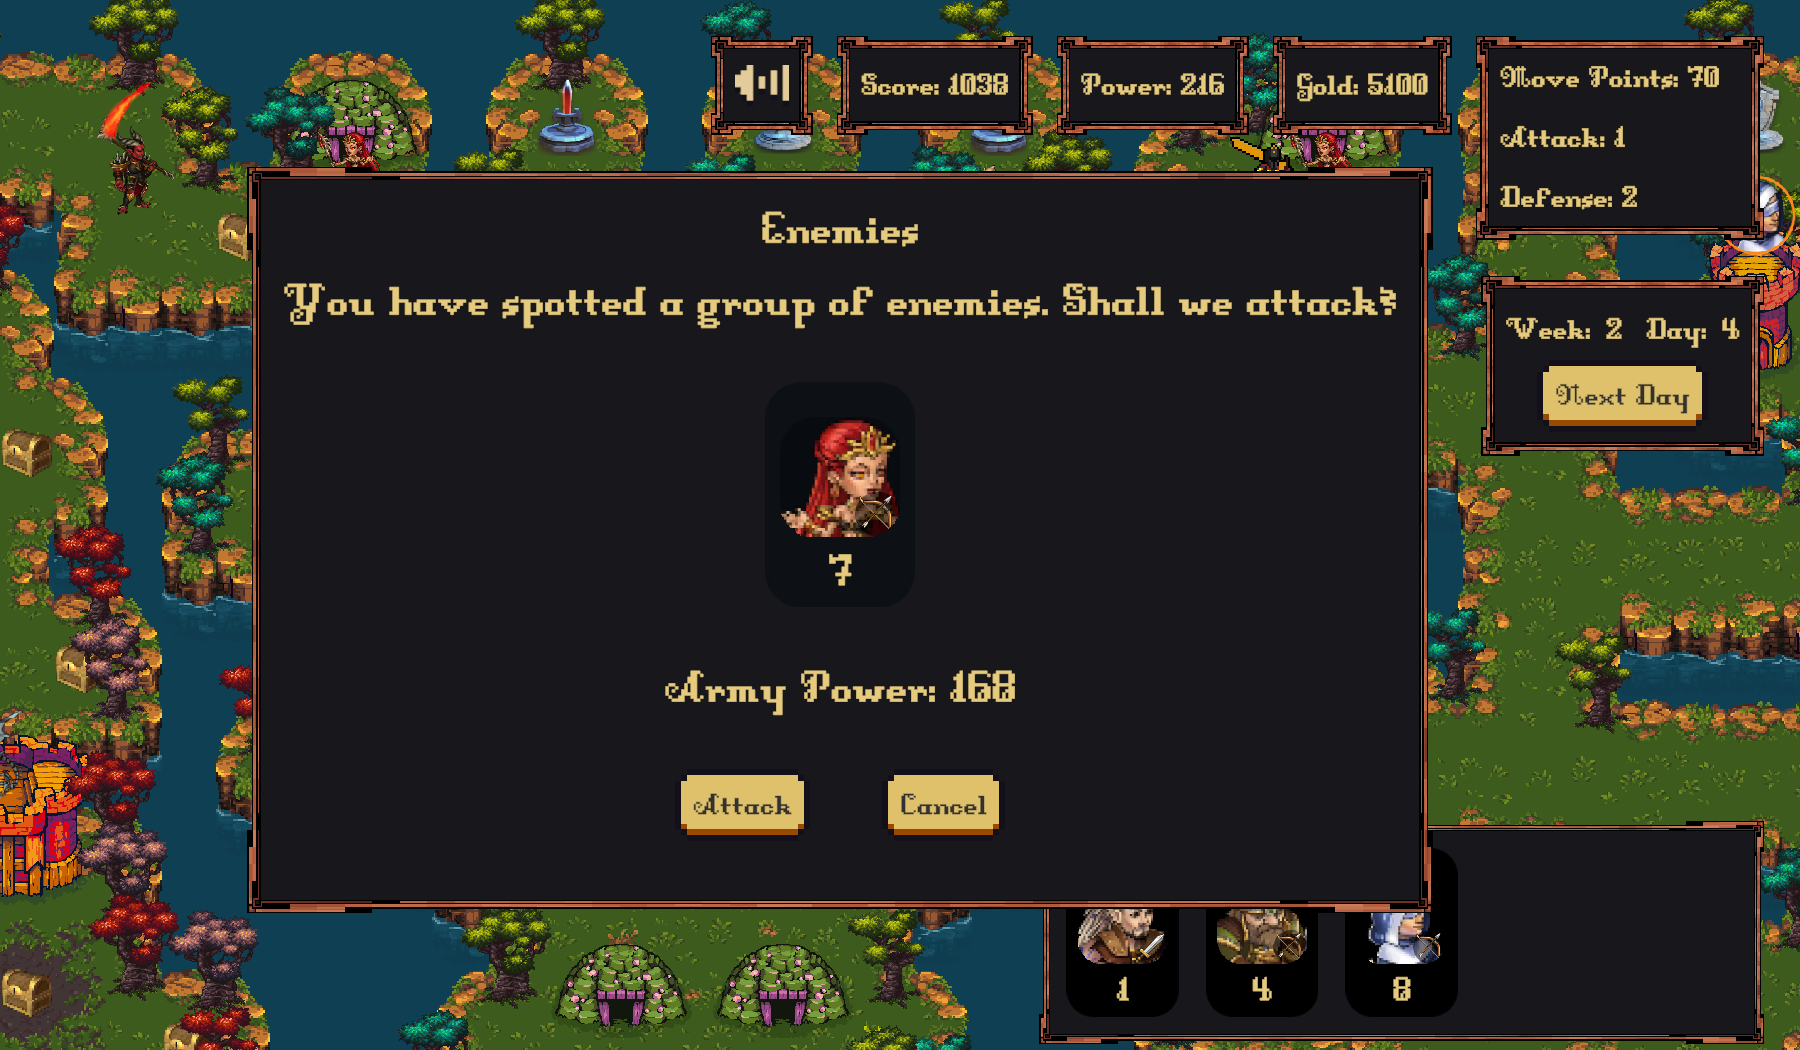 Score: 1038
Power: 216
Gold: 5100
Move Points: 70
Attack: 1
Defense: 2
Enemies
You have spotted a group of enemies. Shall we attack?
Week: 2 Day: 4
Next Day
7
Army Power: 168
Attack
Cancel
1
4
8